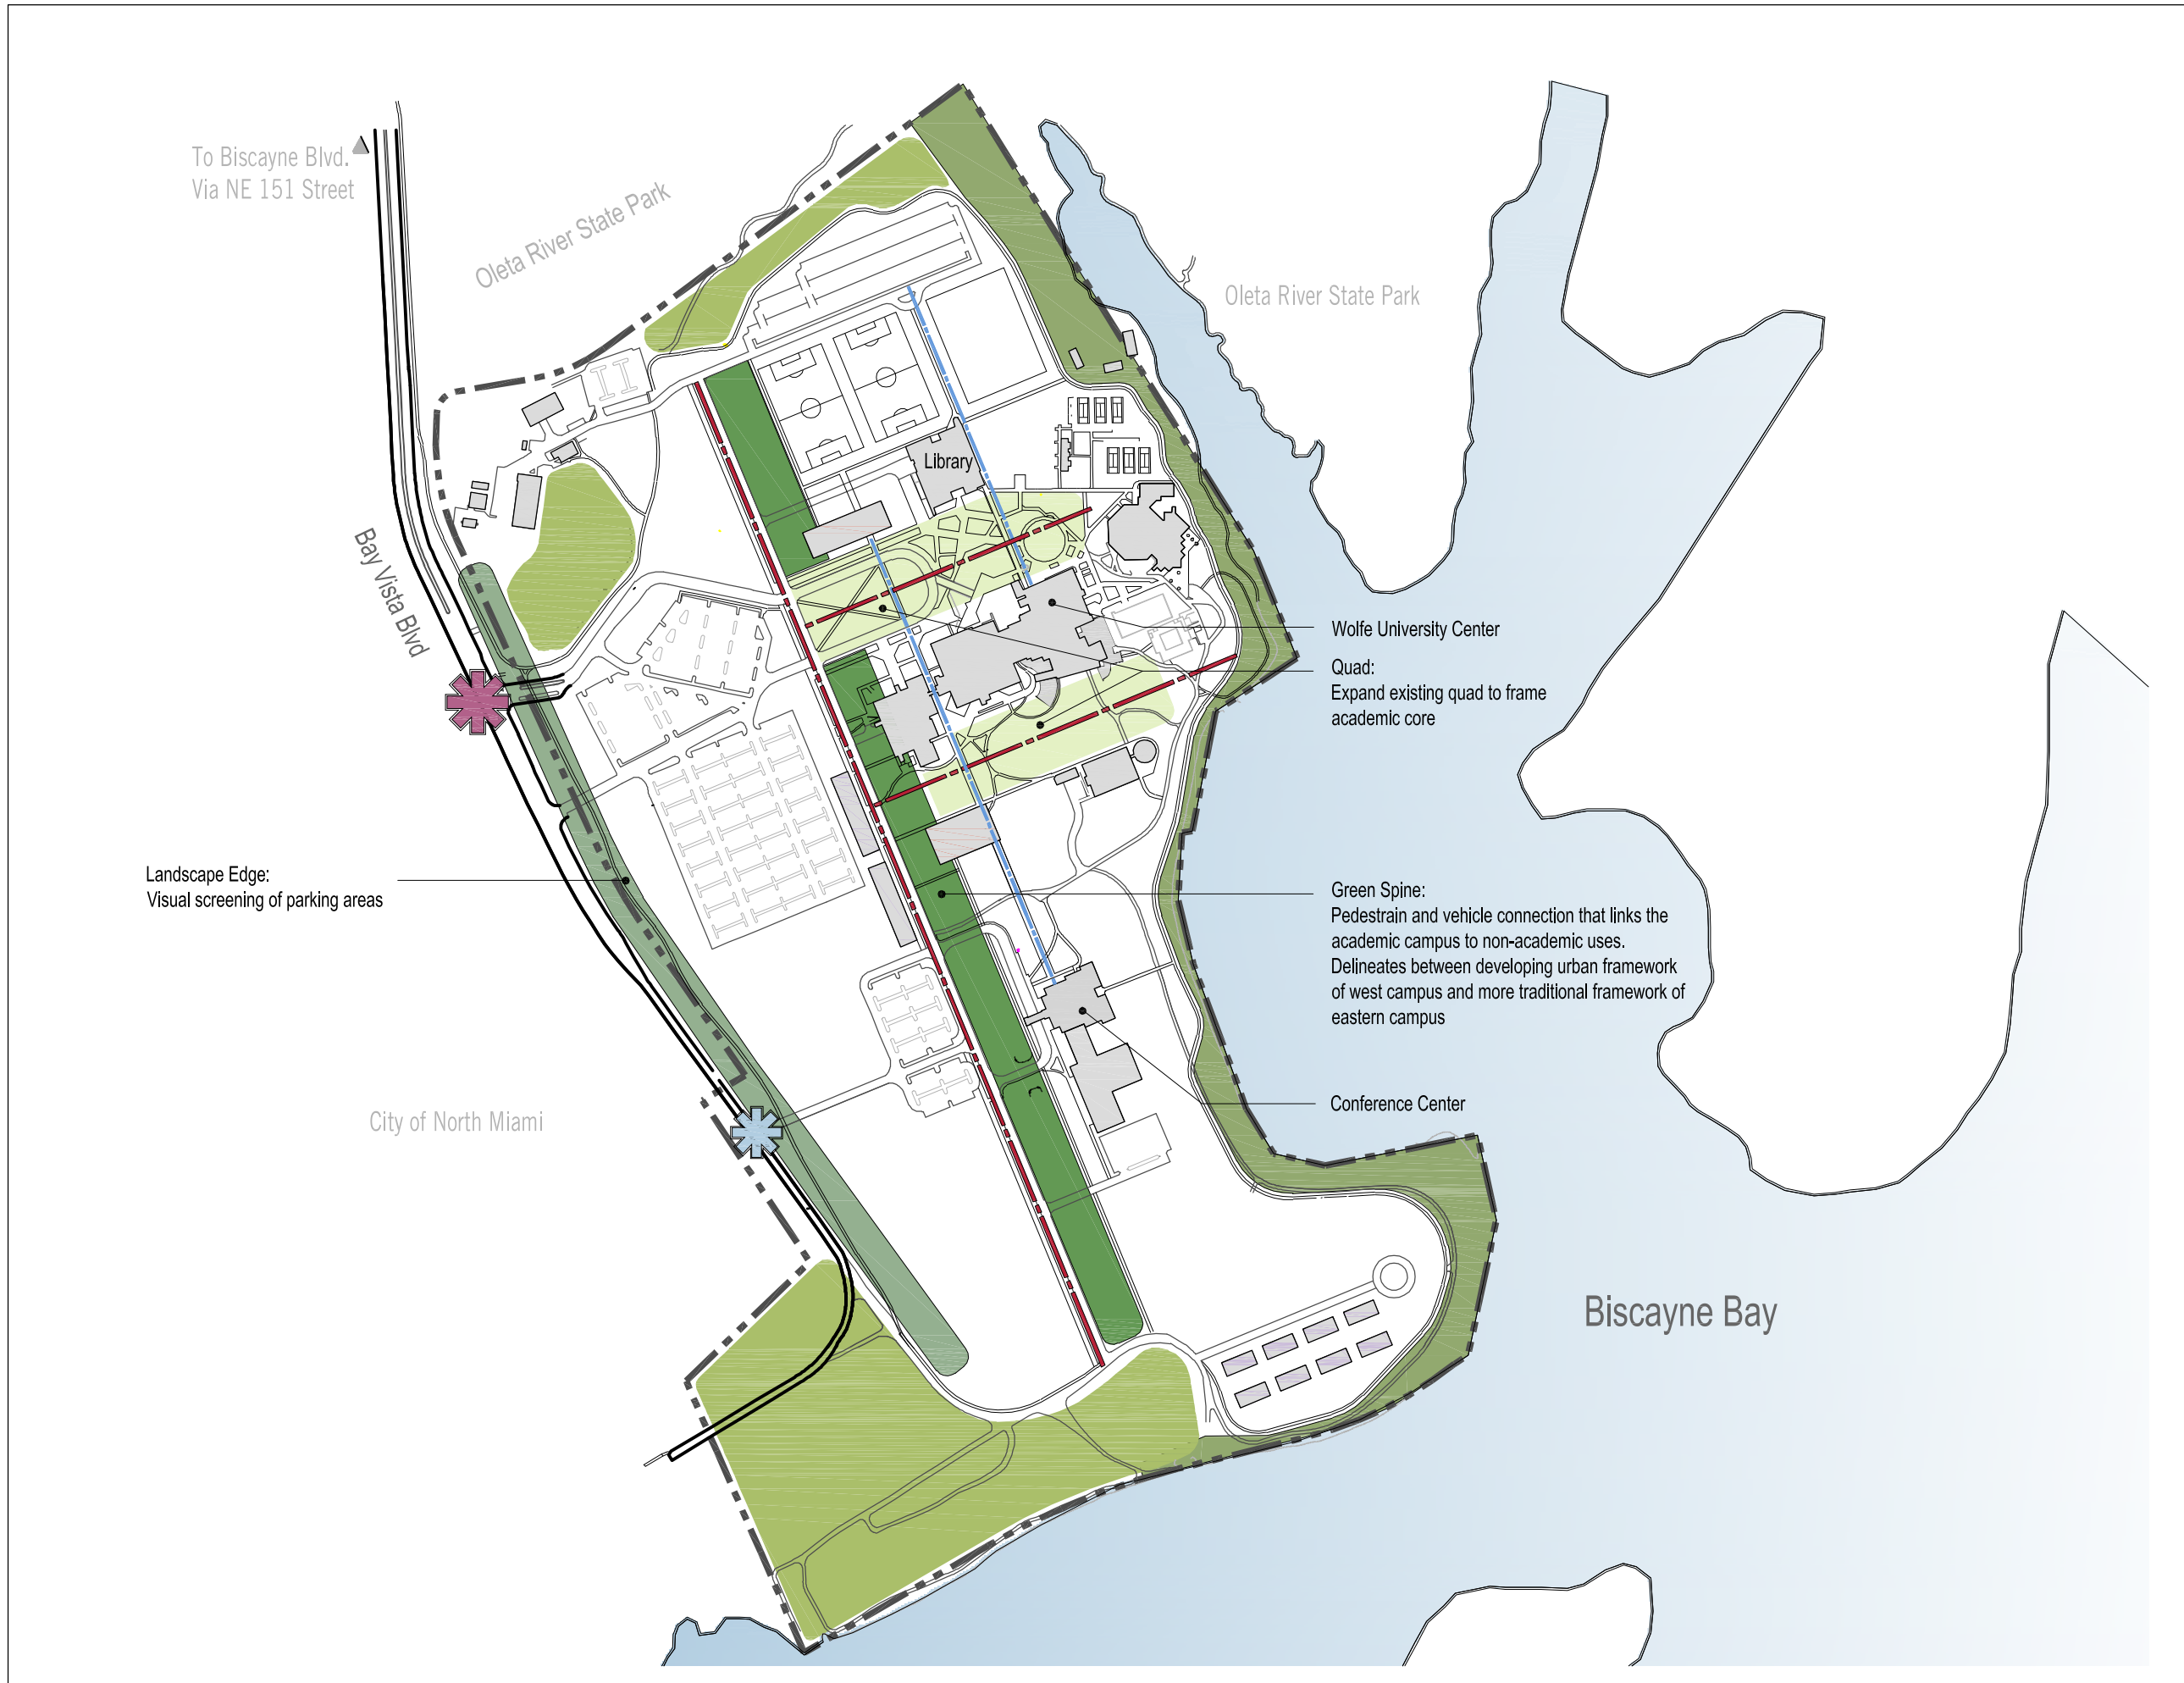 To Biscayne Blvd.
Via NE 151 Street
Oleta River State Park
Oleta River State Park
Library
Bay Vista Blvd
Wolfe University Center
Quad:
Expand existing quad to frame
academic core
Landscape Edge:
Visual screening of parking areas
Green Spine:
Pedestrain and vehicle connection that links the
academic campus to non-academic uses.
Delineates between developing urban framework
of west campus and more traditional framework of
eastern campus
Conference Center
City of North Miami
Biscayne Bay